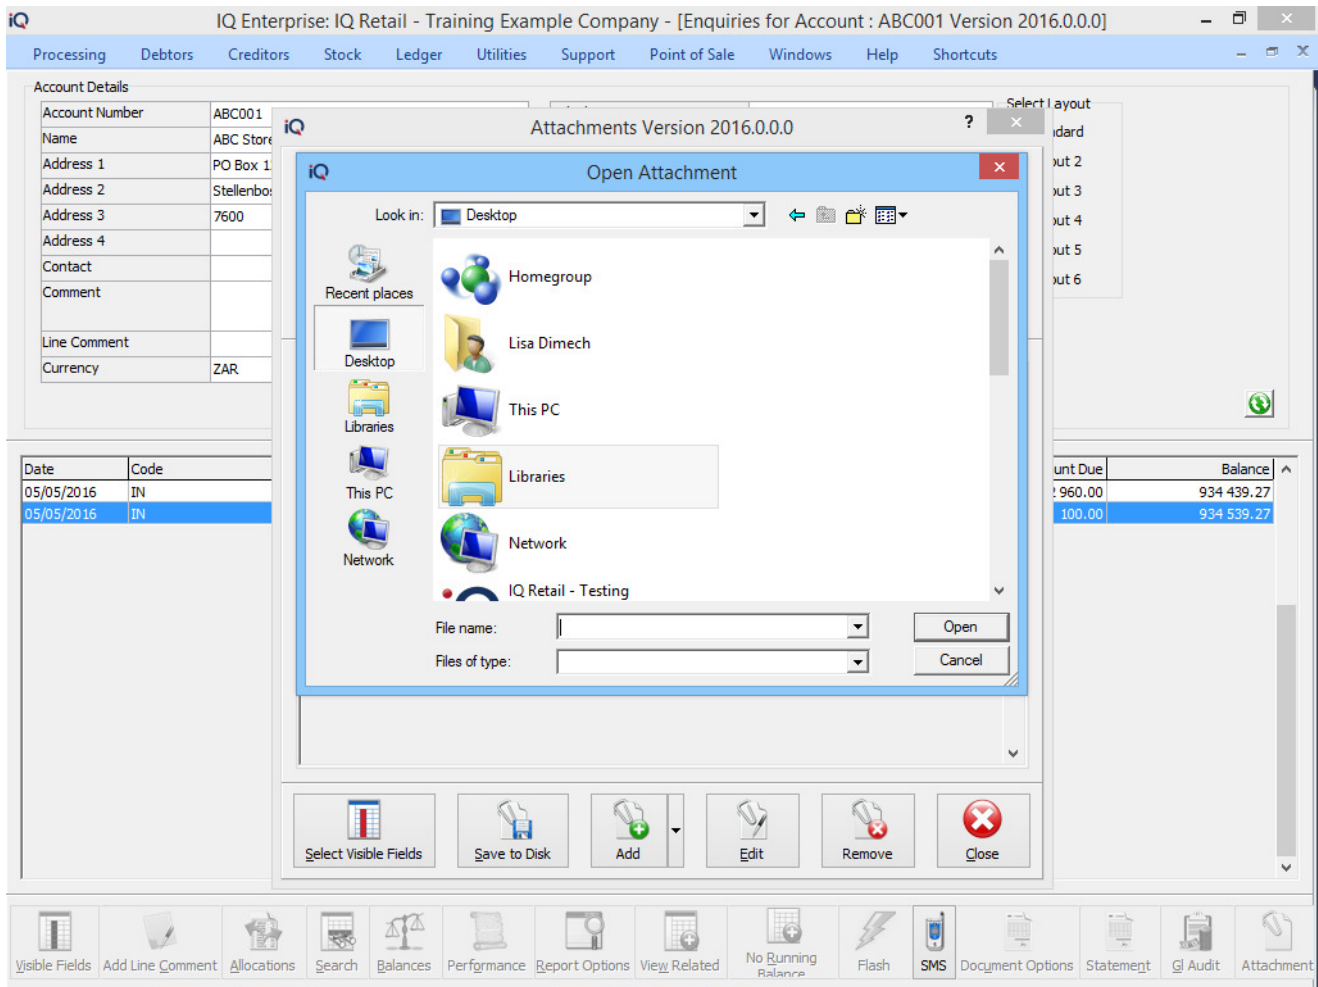 iQ IQ Enterprise: IQ Retail - Training Example Company - [Enquiries for Account : ABC001 Version 2016.0.0.0]
Processing Debtors Creditors Stock Ledger Utilities Support Point of Sale Windows Help Shortcuts
Account Details
Account Number ABC001
Name ABC Store
Address 1 PO Box 1
Address 2 Stellenbo
Address 3 7600
Address 4
Contact
Comment
Line Comment
Currency ZAR
Select Layout
ndard
out 2
out 3
out 4
out 5
out 6
iQ Attachments Version 2016.0.0.0 ?
iQ Open Attachment
Look in: Desktop
Recent places
Desktop
Libraries
This PC
Network
Homegroup
Lisa Dimech
This PC
Libraries
Network
IQ Retail - Testing
File name: Open
Files of type: Cancel
Date Code unt Due Balance
05/05/2016 IN 960.00 934 439.27
05/05/2016 IN 100.00 934 539.27
Select Visible Fields Save to Disk Add Edit Remove Close
Visible Fields Add Line Comment Allocations Search Balances Performance Report Options View Related No Running Balance Flash SMS Document Options Statement Gl Audit Attachment